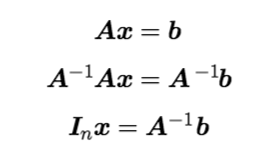 Ax = b
A⁻¹Ax = A⁻¹b
Iₙx = A⁻¹b